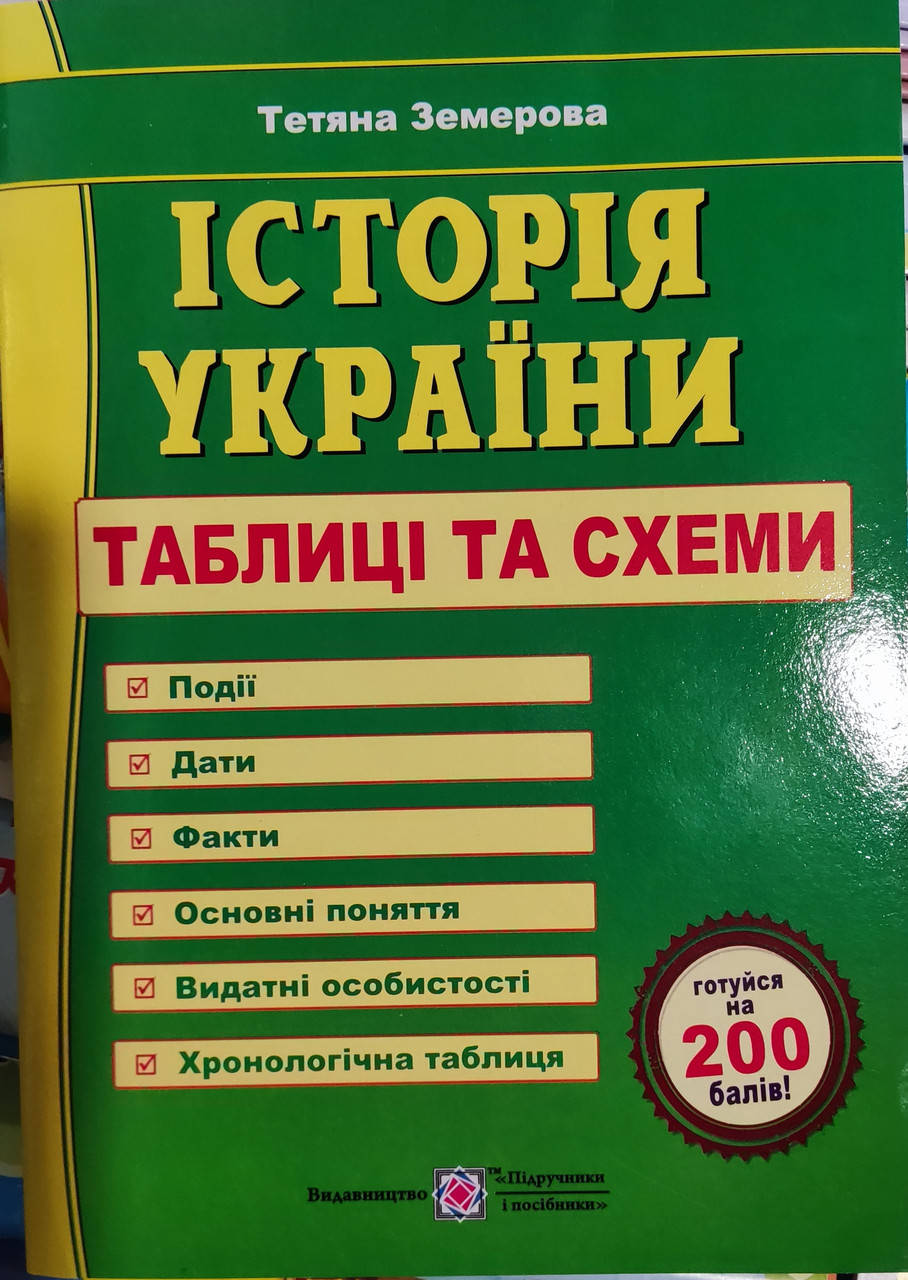 Тетяна Земерова
ІСТОРІЯ
УКРАЇНИ
ТАБЛИЦІ ТА СХЕМИ
Події
Дати
Факти
Основні поняття
Видатні особистості
Хронологічна таблиця
готуйся
на
200
балів!
Видавництво ™ «Підручники
і посібники»